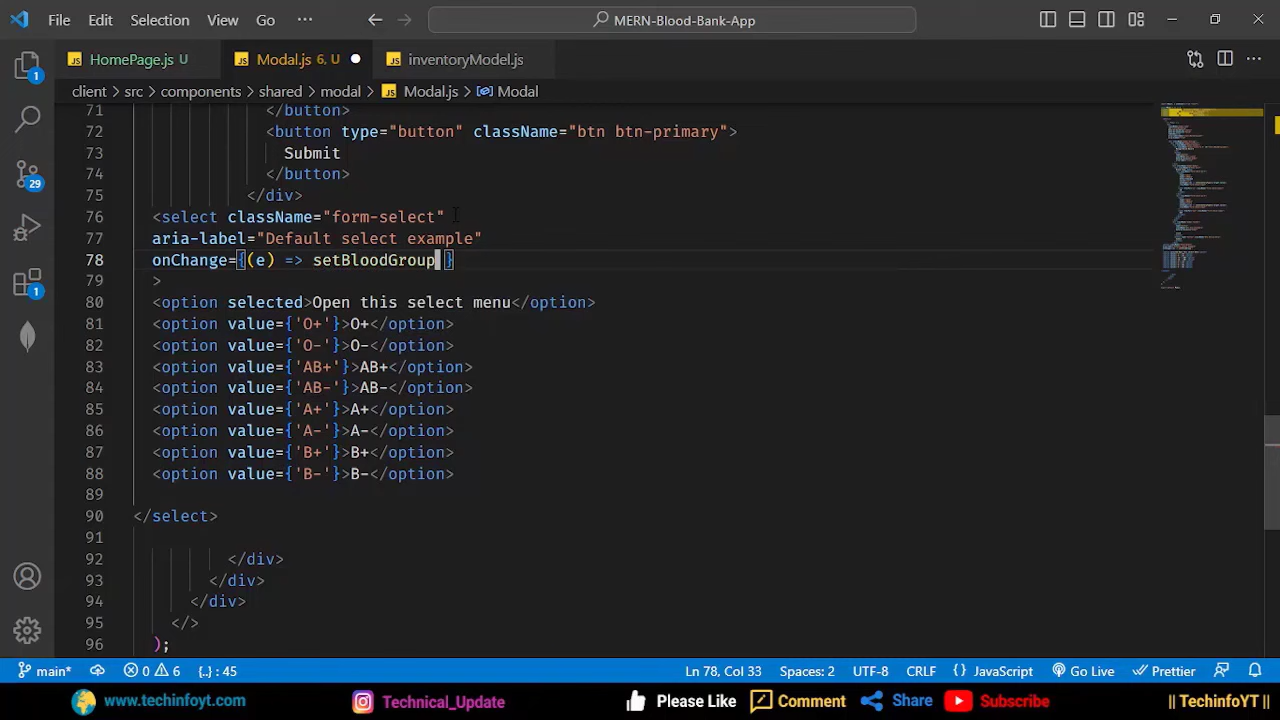 File Edit Selection View Go ··· MERN-Blood-Bank-App
HomePage.js U Modal.js 6, U inventoryModel.js
client > src > components > shared > modal > Modal.js > Modal
71 </button>
72 <button type="button" className="btn btn-primary">
73 Submit
74 </button>
75 </div>
76 <select className="form-select"
77 aria-label="Default select example"
78 onChange={(e) => setBloodGroup }
79 >
80 <option selected>Open this select menu</option>
81 <option value={'O+'}>O+</option>
82 <option value={'O-'}>O-</option>
83 <option value={'AB+'}>AB+</option>
84 <option value={'AB-'}>AB-</option>
85 <option value={'A+'}>A+</option>
86 <option value={'A-'}>A-</option>
87 <option value={'B+'}>B+</option>
88 <option value={'B-'}>B-</option>
89
90 </select>
91
92 </div>
93 </div>
94 </div>
95 </>
96 );
1
29
1
main* 0 6 {..} : 45 Ln 78, Col 33 Spaces: 2 UTF-8 CRLF {} JavaScript Go Live Prettier
www.techinfoyt.com Technical_Update Please Like Comment Share Subscribe || TechinfoYT ||